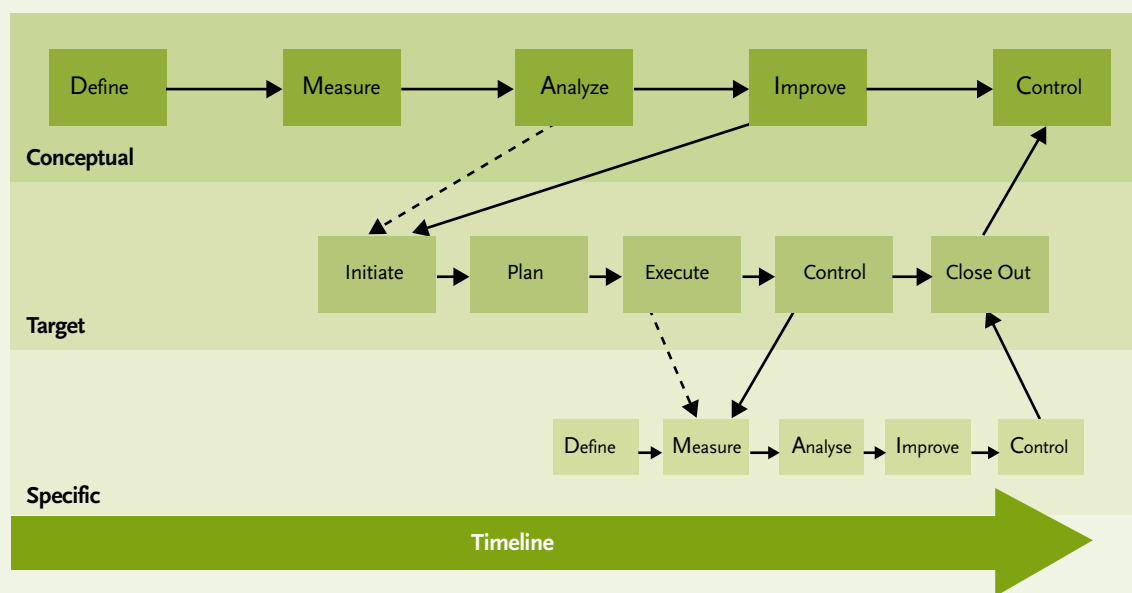 Define
Measure
Analyze
Improve
Control
Conceptual
Initiate
Plan
Execute
Control
Close Out
Target
Define
Measure
Analyse
Improve
Control
Specific
Timeline